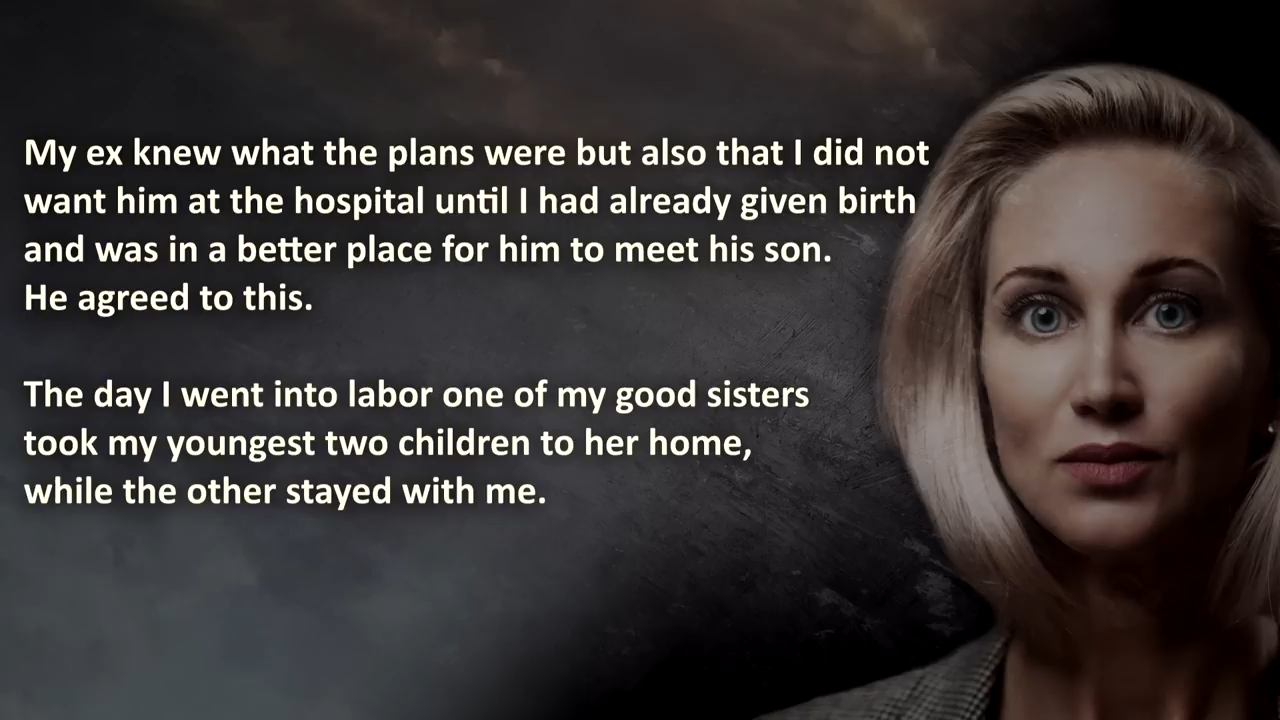 My ex knew what the plans were but also that I did not
want him at the hospital until I had already given birth
and was in a better place for him to meet his son.
He agreed to this.
The day I went into labor one of my good sisters
took my youngest two children to her home,
while the other stayed with me.